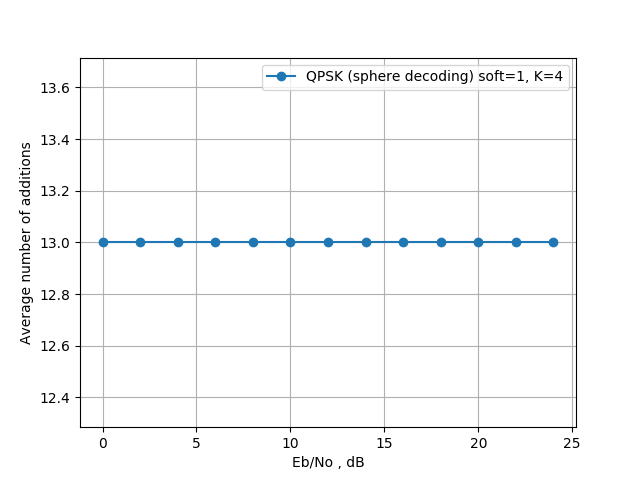 QPSK (sphere decoding) soft=1, K=4
13.6
13.4
13.2
13.0
12.8
12.6
12.4
Average number of additions
0 5 10 15 20 25
Eb/No , dB